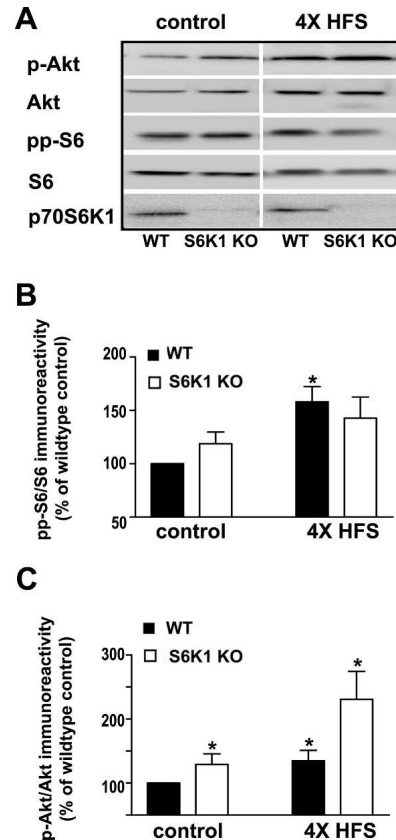 A
control 4X HFS
p-Akt
Akt
pp-S6
S6
p70S6K1
WT S6K1 KO WT S6K1 KO
B
pp-S6/S6 immunoreactivity
(% of wildtype control)
200
150
100
50
WT
S6K1 KO
*
control 4X HFS
C
p-Akt/Akt immunoreactivity
(% of wildtype control)
300
200
100
WT
S6K1 KO
* * *
control 4X HFS